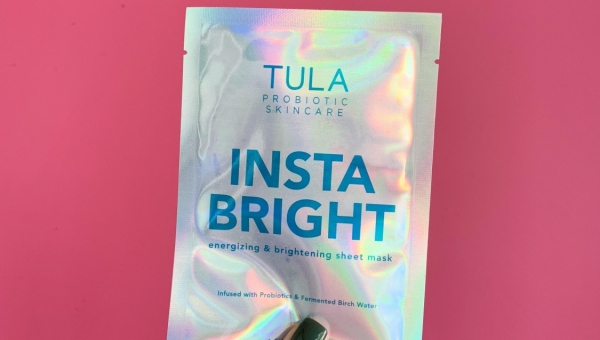 TULA
PROBIOTIC
SKINCARE
INSTA
BRIGHT
energizing & brightening sheet mask
Infused with Probiotics & Fermented Birch Water